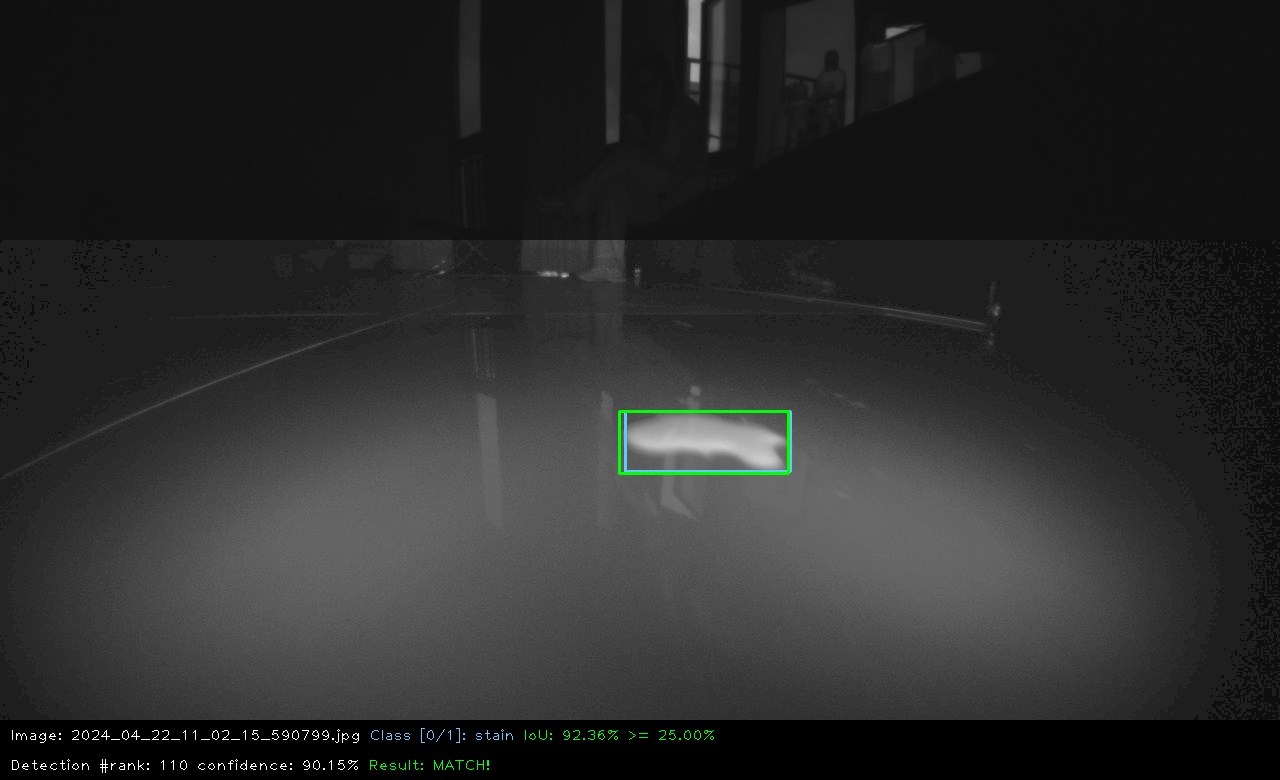 Image: 2024_04_22_11_02_15_590799.jpg Class [0/1]: stain IoU: 92.36% >= 25.00%
Detection #rank: 110 confidence: 90.15% Result: MATCH!